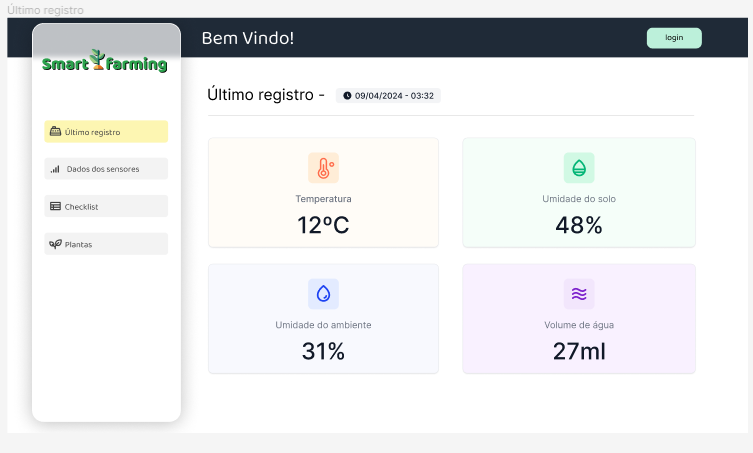 Último registro
Bem Vindo!
login
Smart farming
Último registro
Dados dos sensores
Checklist
Plantas
Último registro - 09/04/2024 - 03:32
Temperatura
12ºC
Umidade do solo
48%
Umidade do ambiente
31%
Volume de água
27ml